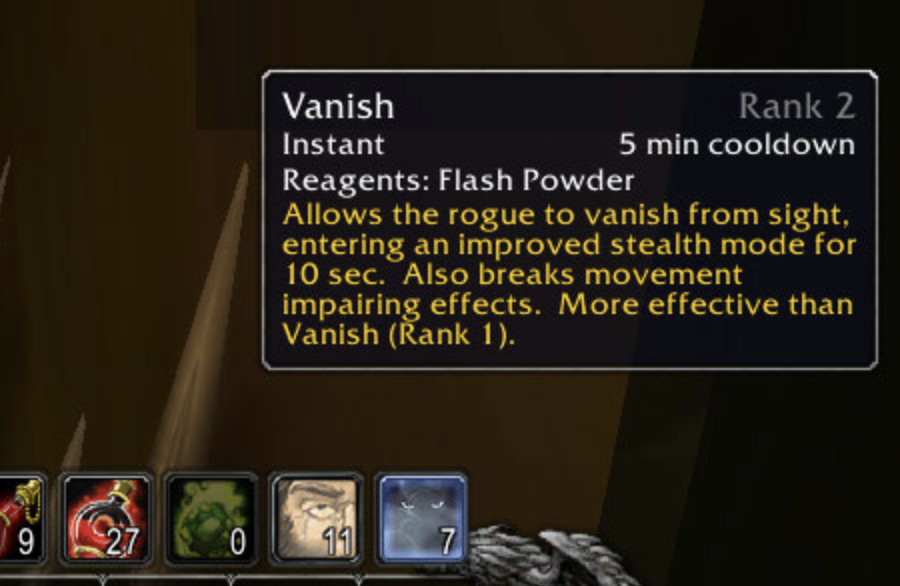 Vanish Rank 2
Instant 5 min cooldown
Reagents: Flash Powder
Allows the rogue to vanish from sight,
entering an improved stealth mode for
10 sec. Also breaks movement
impairing effects. More effective than
Vanish (Rank 1).
9 27 0 11 7